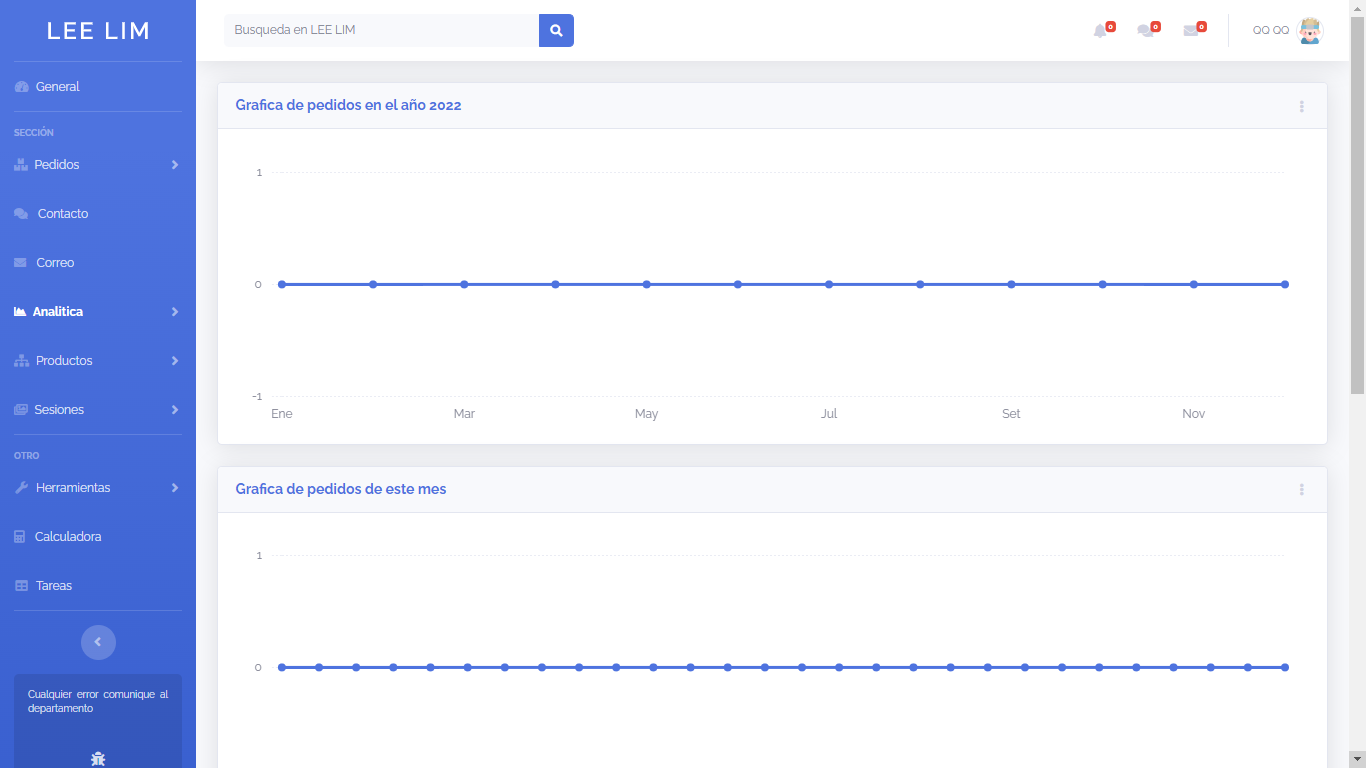 LEE LIM
General
SECCIÓN
Pedidos
Contacto
Correo
Analitica
Productos
Sesiones
OTRO
Herramientas
Calculadora
Tareas
Cualquier error comunique al
departamento
Busqueda en LEE LIM
0
0
0
QQ QQ
Grafica de pedidos en el año 2022
1
0
-1
Ene Mar May Jul Set Nov
Grafica de pedidos de este mes
1
0